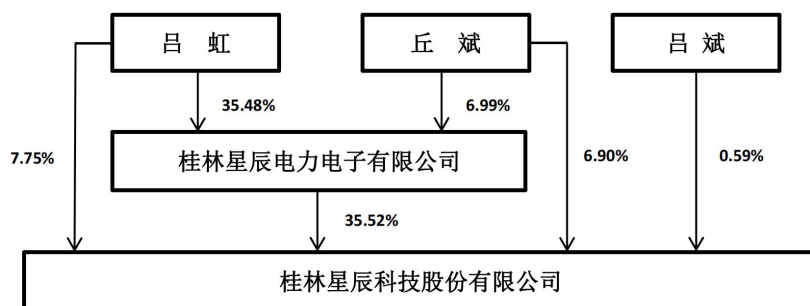 吕 虹
丘 斌
吕 斌
35.48%
6.99%
7.75%
桂林星辰电力电子有限公司
6.90%
0.59%
35.52%
桂林星辰科技股份有限公司